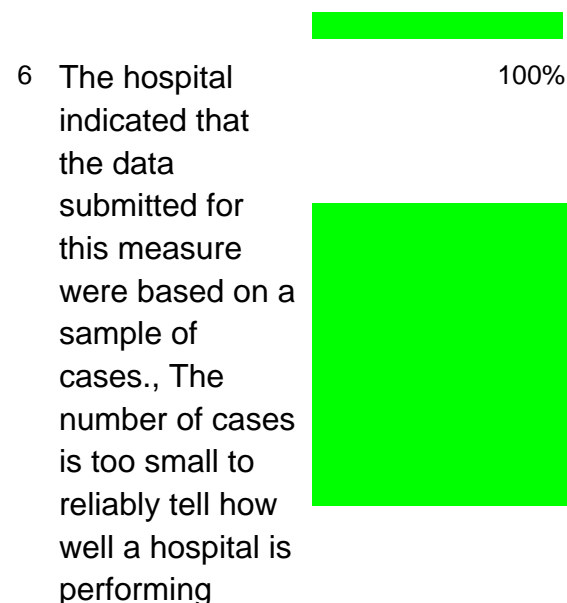 6 The hospital 100%
indicated that
the data
submitted for
this measure
were based on a
sample of
cases., The
number of cases
is too small to
reliably tell how
well a hospital is
performing